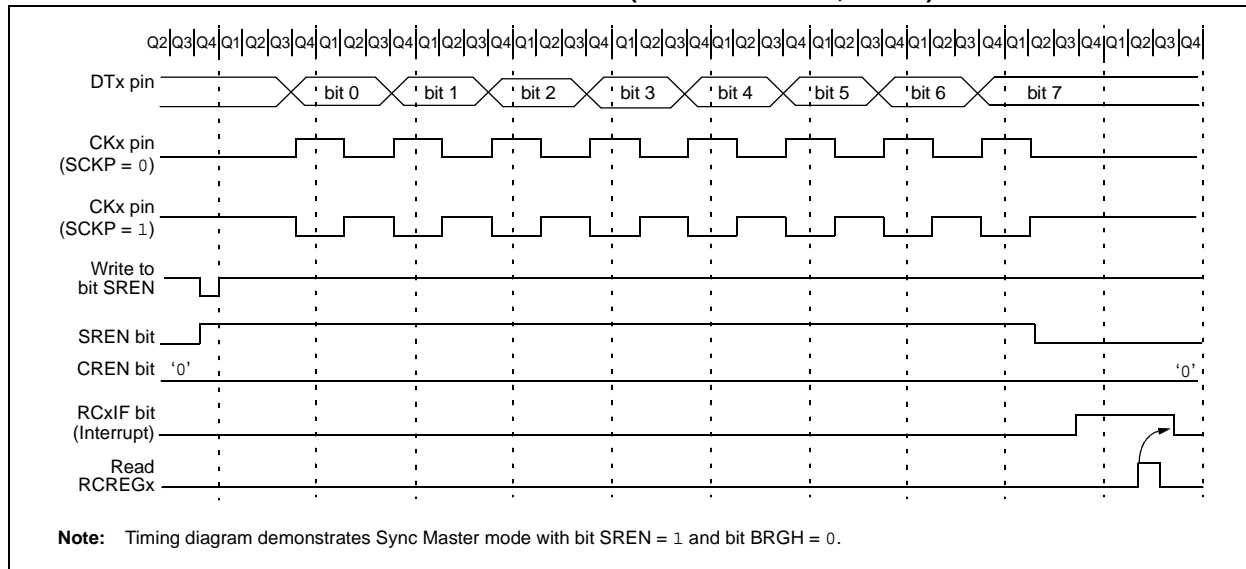 Q2 Q3 Q4 Q1 Q2 Q3 Q4 Q1 Q2 Q3 Q4 Q1 Q2 Q3 Q4 Q1 Q2 Q3 Q4 Q1 Q2 Q3 Q4 Q1 Q2 Q3 Q4 Q1 Q2 Q3 Q4 Q1 Q2 Q3 Q4 Q1 Q2 Q3 Q4 Q1 Q2 Q3 Q4
DTx pin
bit 0 bit 1 bit 2 bit 3 bit 4 bit 5 bit 6 bit 7
CKx pin
(SCKP = 0)
CKx pin
(SCKP = 1)
Write to
bit SREN
SREN bit
CREN bit ‘0’ ‘0’
RCxIF bit
(Interrupt)
Read
RCREGx
Note: Timing diagram demonstrates Sync Master mode with bit SREN = 1 and bit BRGH = 0.